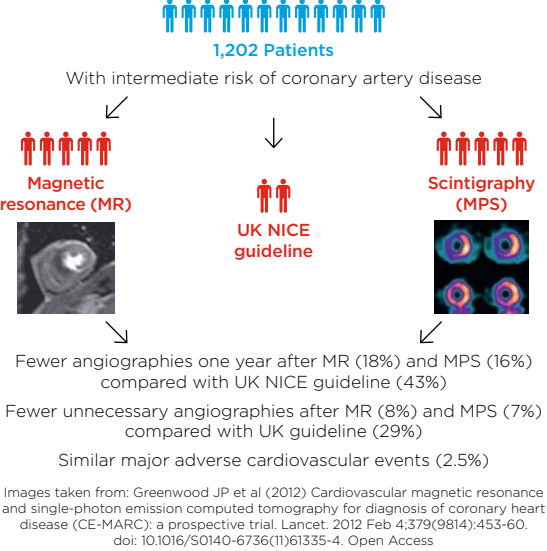 1,202 Patients
With intermediate risk of coronary artery disease
Magnetic
resonance (MR)
UK NICE
guideline
Scintigraphy
(MPS)
Fewer angiographies one year after MR (18%) and MPS (16%)
compared with UK NICE guideline (43%)
Fewer unnecessary angiographies after MR (8%) and MPS (7%)
compared with UK guideline (29%)
Similar major adverse cardiovascular events (2.5%)
Images taken from: Greenwood JP et al (2012) Cardiovascular magnetic resonance
and single-photon emission computed tomography for diagnosis of coronary heart
disease (CE-MARC): a prospective trial. Lancet. 2012 Feb 4;379(9814):453-60.
doi: 10.1016/S0140-6736(11)61335-4. Open Access